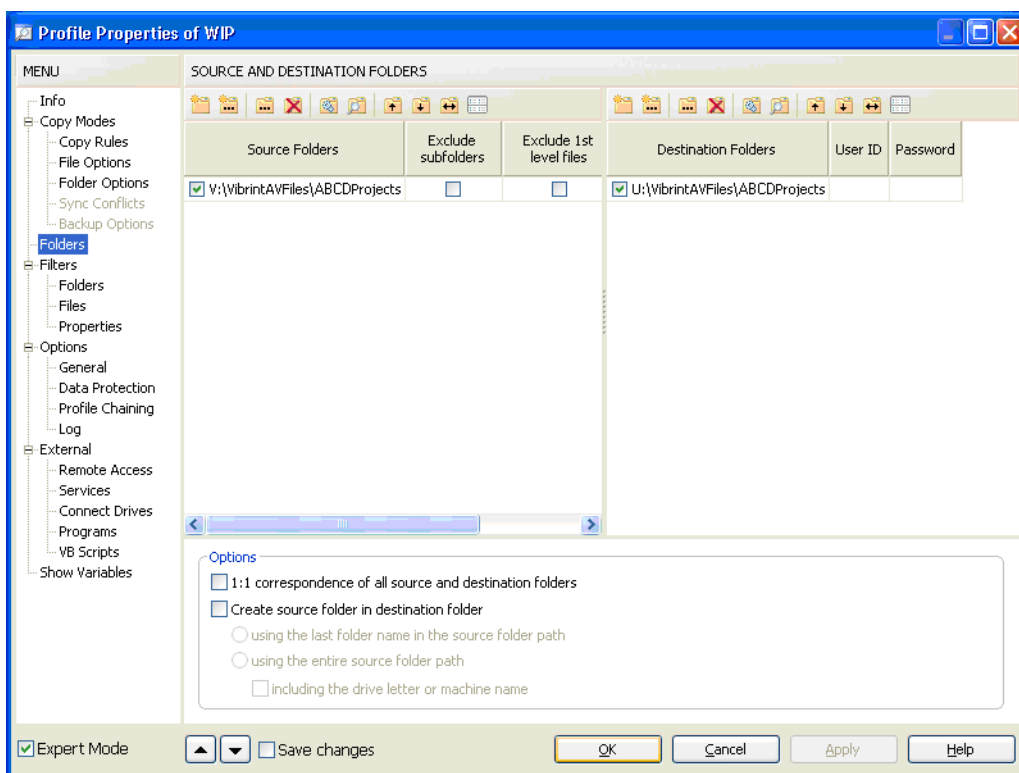 Profile Properties of WIP
MENU
Info
Copy Modes
Copy Rules
File Options
Folder Options
Sync Conflicts
Backup Options
Folders
Filters
Folders
Files
Properties
Options
General
Data Protection
Profile Chaining
Log
External
Remote Access
Services
Connect Drives
Programs
VB Scripts
Show Variables
SOURCE AND DESTINATION FOLDERS
Source Folders
Exclude
subfolders
Exclude 1st
level files
V:\VibrintAVFiles\ABCDProjects
Destination Folders
User ID
Password
U:\VibrintAVFiles\ABCDProjects
Options
1:1 correspondence of all source and destination folders
Create source folder in destination folder
using the last folder name in the source folder path
using the entire source folder path
including the drive letter or machine name
Expert Mode
Save changes
OK
Cancel
Apply
Help